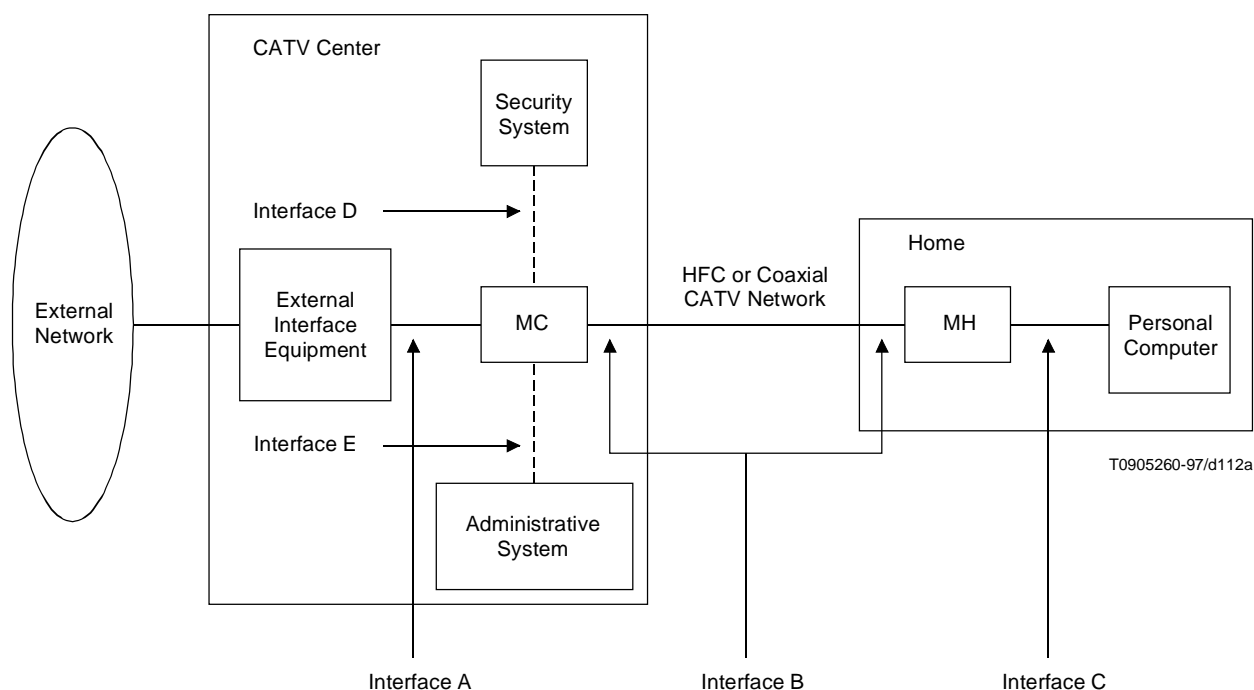 CATV Center
Security
System
Interface D
Home
HFC or Coaxial
CATV Network
External
Network
External
Interface
Equipment
MC
MH
Personal
Computer
Interface E
T0905260-97/d112a
Administrative
System
Interface A
Interface B
Interface C